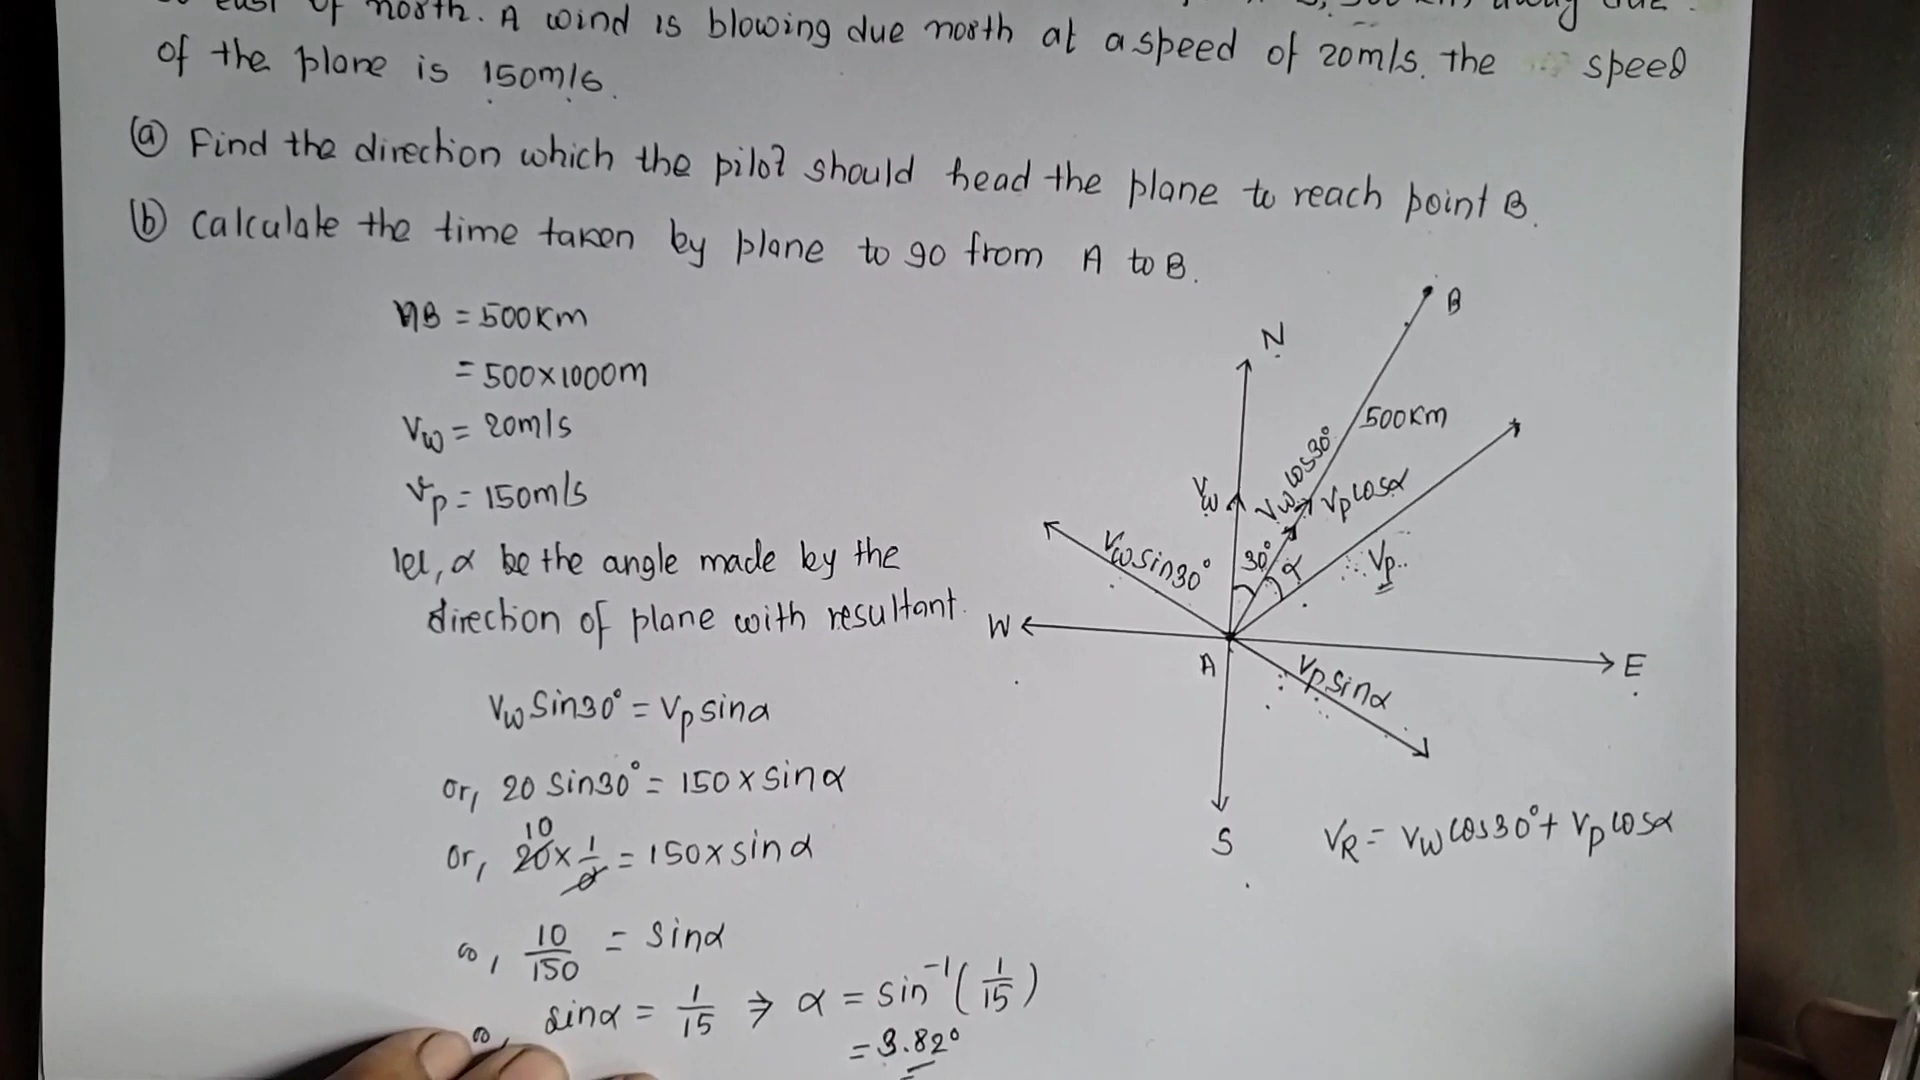 east of north. A wind is blowing due north at a speed of 20m/s. the speed
of the plane is 150m/s.
(a) Find the direction which the pilot should head the plane to reach point B.
(b) Calculate the time taken by plane to go from A to B.
AB = 500km
= 500×1000m
Vw = 20m/s
Vp = 150m/s
let, α be the angle made by the
direction of plane with resultant.
Vw Sin30° = Vp sinα
or, 20 Sin30° = 150 × sinα
or, 20 × 1/2 = 150 × sinα
10
or, 10/150 = Sinα
or, sinα = 1/15 ⇒ α = sin⁻¹(1/15)
= 3.82°
N
B
500km
Vw
Vw cos30°
Vp cosα
Vw sin30°
30°
α
Vp
W
A
E
Vp sinα
S
VR = Vw cos30° + Vp cosα